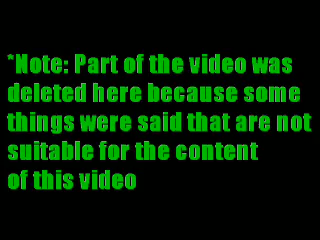 *Note: Part of the video was
deleted here because some
things were said that are not
suitable for the content
of this video